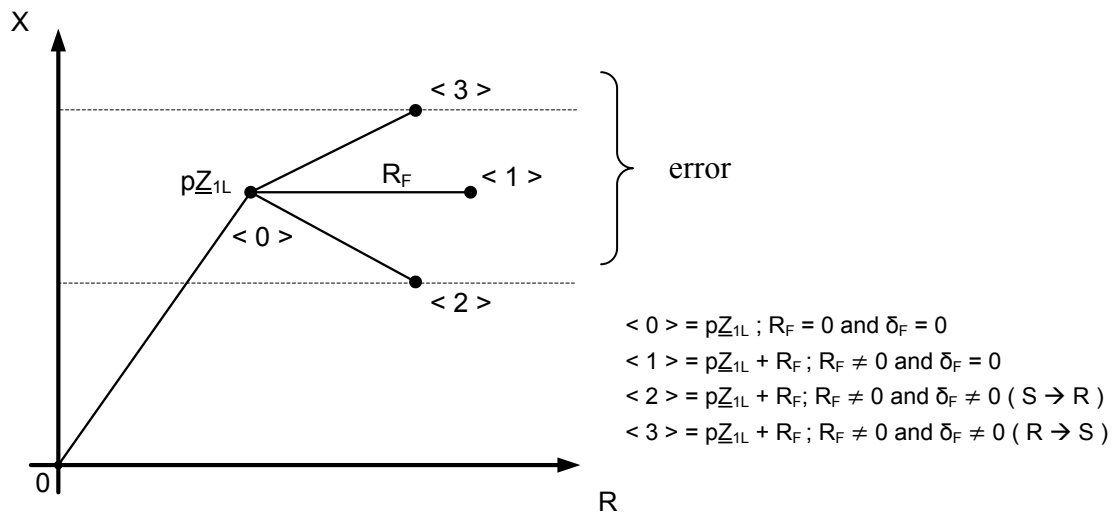 X
< 3 >
pZ1L
RF
< 1 >
error
< 0 >
< 2 >
< 0 > = pZ1L ; RF = 0 and δF = 0
< 1 > = pZ1L + RF ; RF ≠ 0 and δF = 0
< 2 > = pZ1L + RF; RF ≠ 0 and δF ≠ 0 ( S → R )
< 3 > = pZ1L + RF ; RF ≠ 0 and δF ≠ 0 ( R → S )
0
R